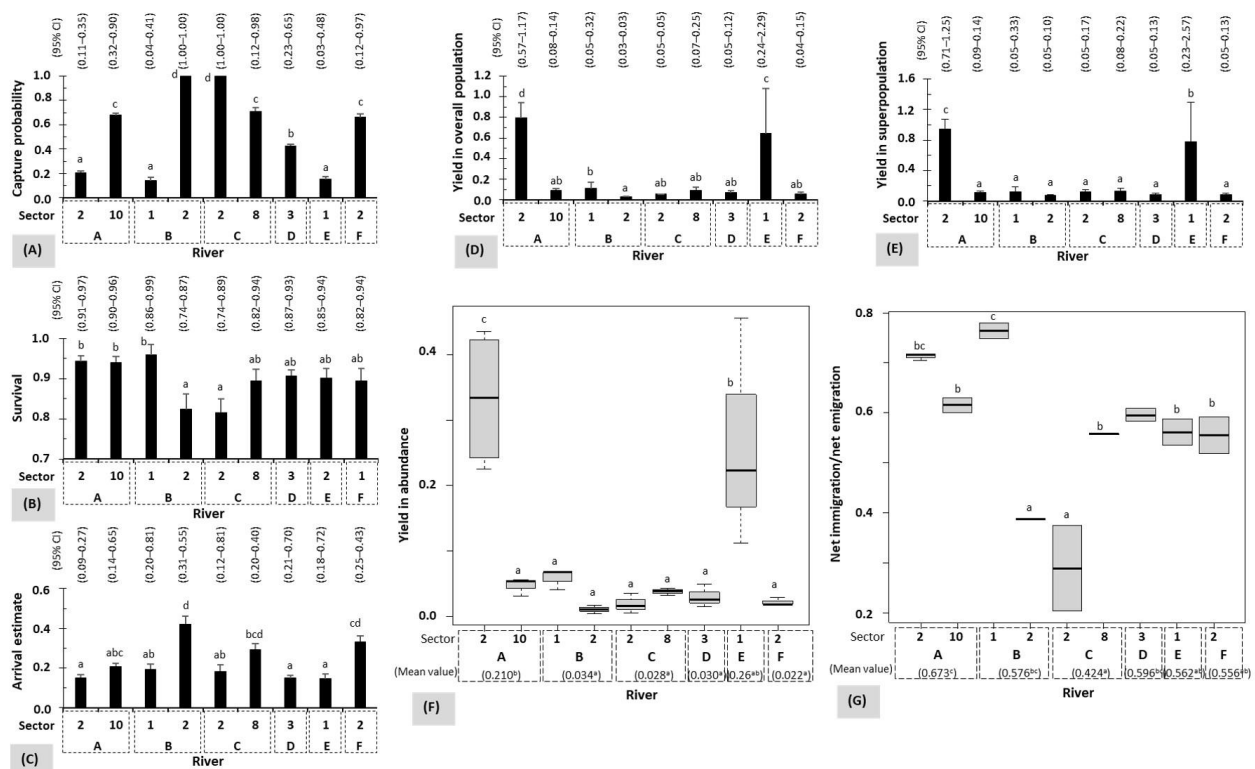 (95% CI) (0.11–0.35) (0.32–0.90) (0.04–0.41) (1.00–1.00) (1.00–1.00) (0.12–0.98) (0.23–0.65) (0.03–0.48) (0.12–0.97)
Capture probability
1.0
0.8
0.6
0.4
0.2
0.0
a c a d d c b a c
Sector 2 10 1 2 2 8 3 1 2
A B C D E F
River
(A)
(95% CI) (0.91–0.97) (0.90–0.96) (0.86–0.99) (0.74–0.87) (0.74–0.89) (0.82–0.94) (0.87–0.93) (0.85–0.94) (0.82–0.94)
Survival
1.0
0.9
0.8
0.7
b b b a a ab ab ab ab
Sector 2 10 1 2 2 8 3 2 1
A B C D E F
River
(B)
(95% CI) (0.09–0.27) (0.14–0.65) (0.20–0.81) (0.31–0.55) (0.12–0.81) (0.20–0.40) (0.21–0.70) (0.18–0.72) (0.25–0.43)
Arrival estimate
0.6
0.4
0.2
0.0
a abc ab d ab bcd a a cd
Sector 2 10 1 2 2 8 3 1 2
A B C D E F
River
(C)
(95% CI) (0.57–1.17) (0.08–0.14) (0.05–0.32) (0.03–0.03) (0.05–0.05) (0.07–0.25) (0.05–0.12) (0.24–2.29) (0.04–0.15)
Yield in overall population
1.2
1.0
0.8
0.6
0.4
0.2
0.0
d ab b a ab ab ab c ab
Sector 2 10 1 2 2 8 3 1 2
A B C D E F
River
(D)
(95% CI) (0.71–1.25) (0.09–0.14) (0.05–0.33) (0.05–0.10) (0.05–0.17) (0.08–0.22) (0.05–0.13) (0.23–2.57) (0.05–0.13)
Yield in superpopulation
1.6
1.2
0.8
0.4
0.0
c a a a a a a b a
Sector 2 10 1 2 2 8 3 1 2
A B C D E F
River
(E)
Yield in abundance
0.4
0.2
0.0
c a a a a a a b a
Sector 2 10 1 2 2 8 3 1 2
A B C D E F
(Mean value) (0.210ᵇ) (0.034ᵃ) (0.028ᵃ) (0.030ᵃ) (0.26ᵃᵇ) (0.022ᵃ)
River
(F)
Net immigration/net emigration
0.8
0.6
0.4
0.2
bc b c a a b b b
Sector 2 10 1 2 2 8 3 1 2
A B C D E F
(Mean value) (0.673ᶜ) (0.576ᵇᶜ) (0.424ᵃ) (0.596ᵇᶜ)
River
(G)